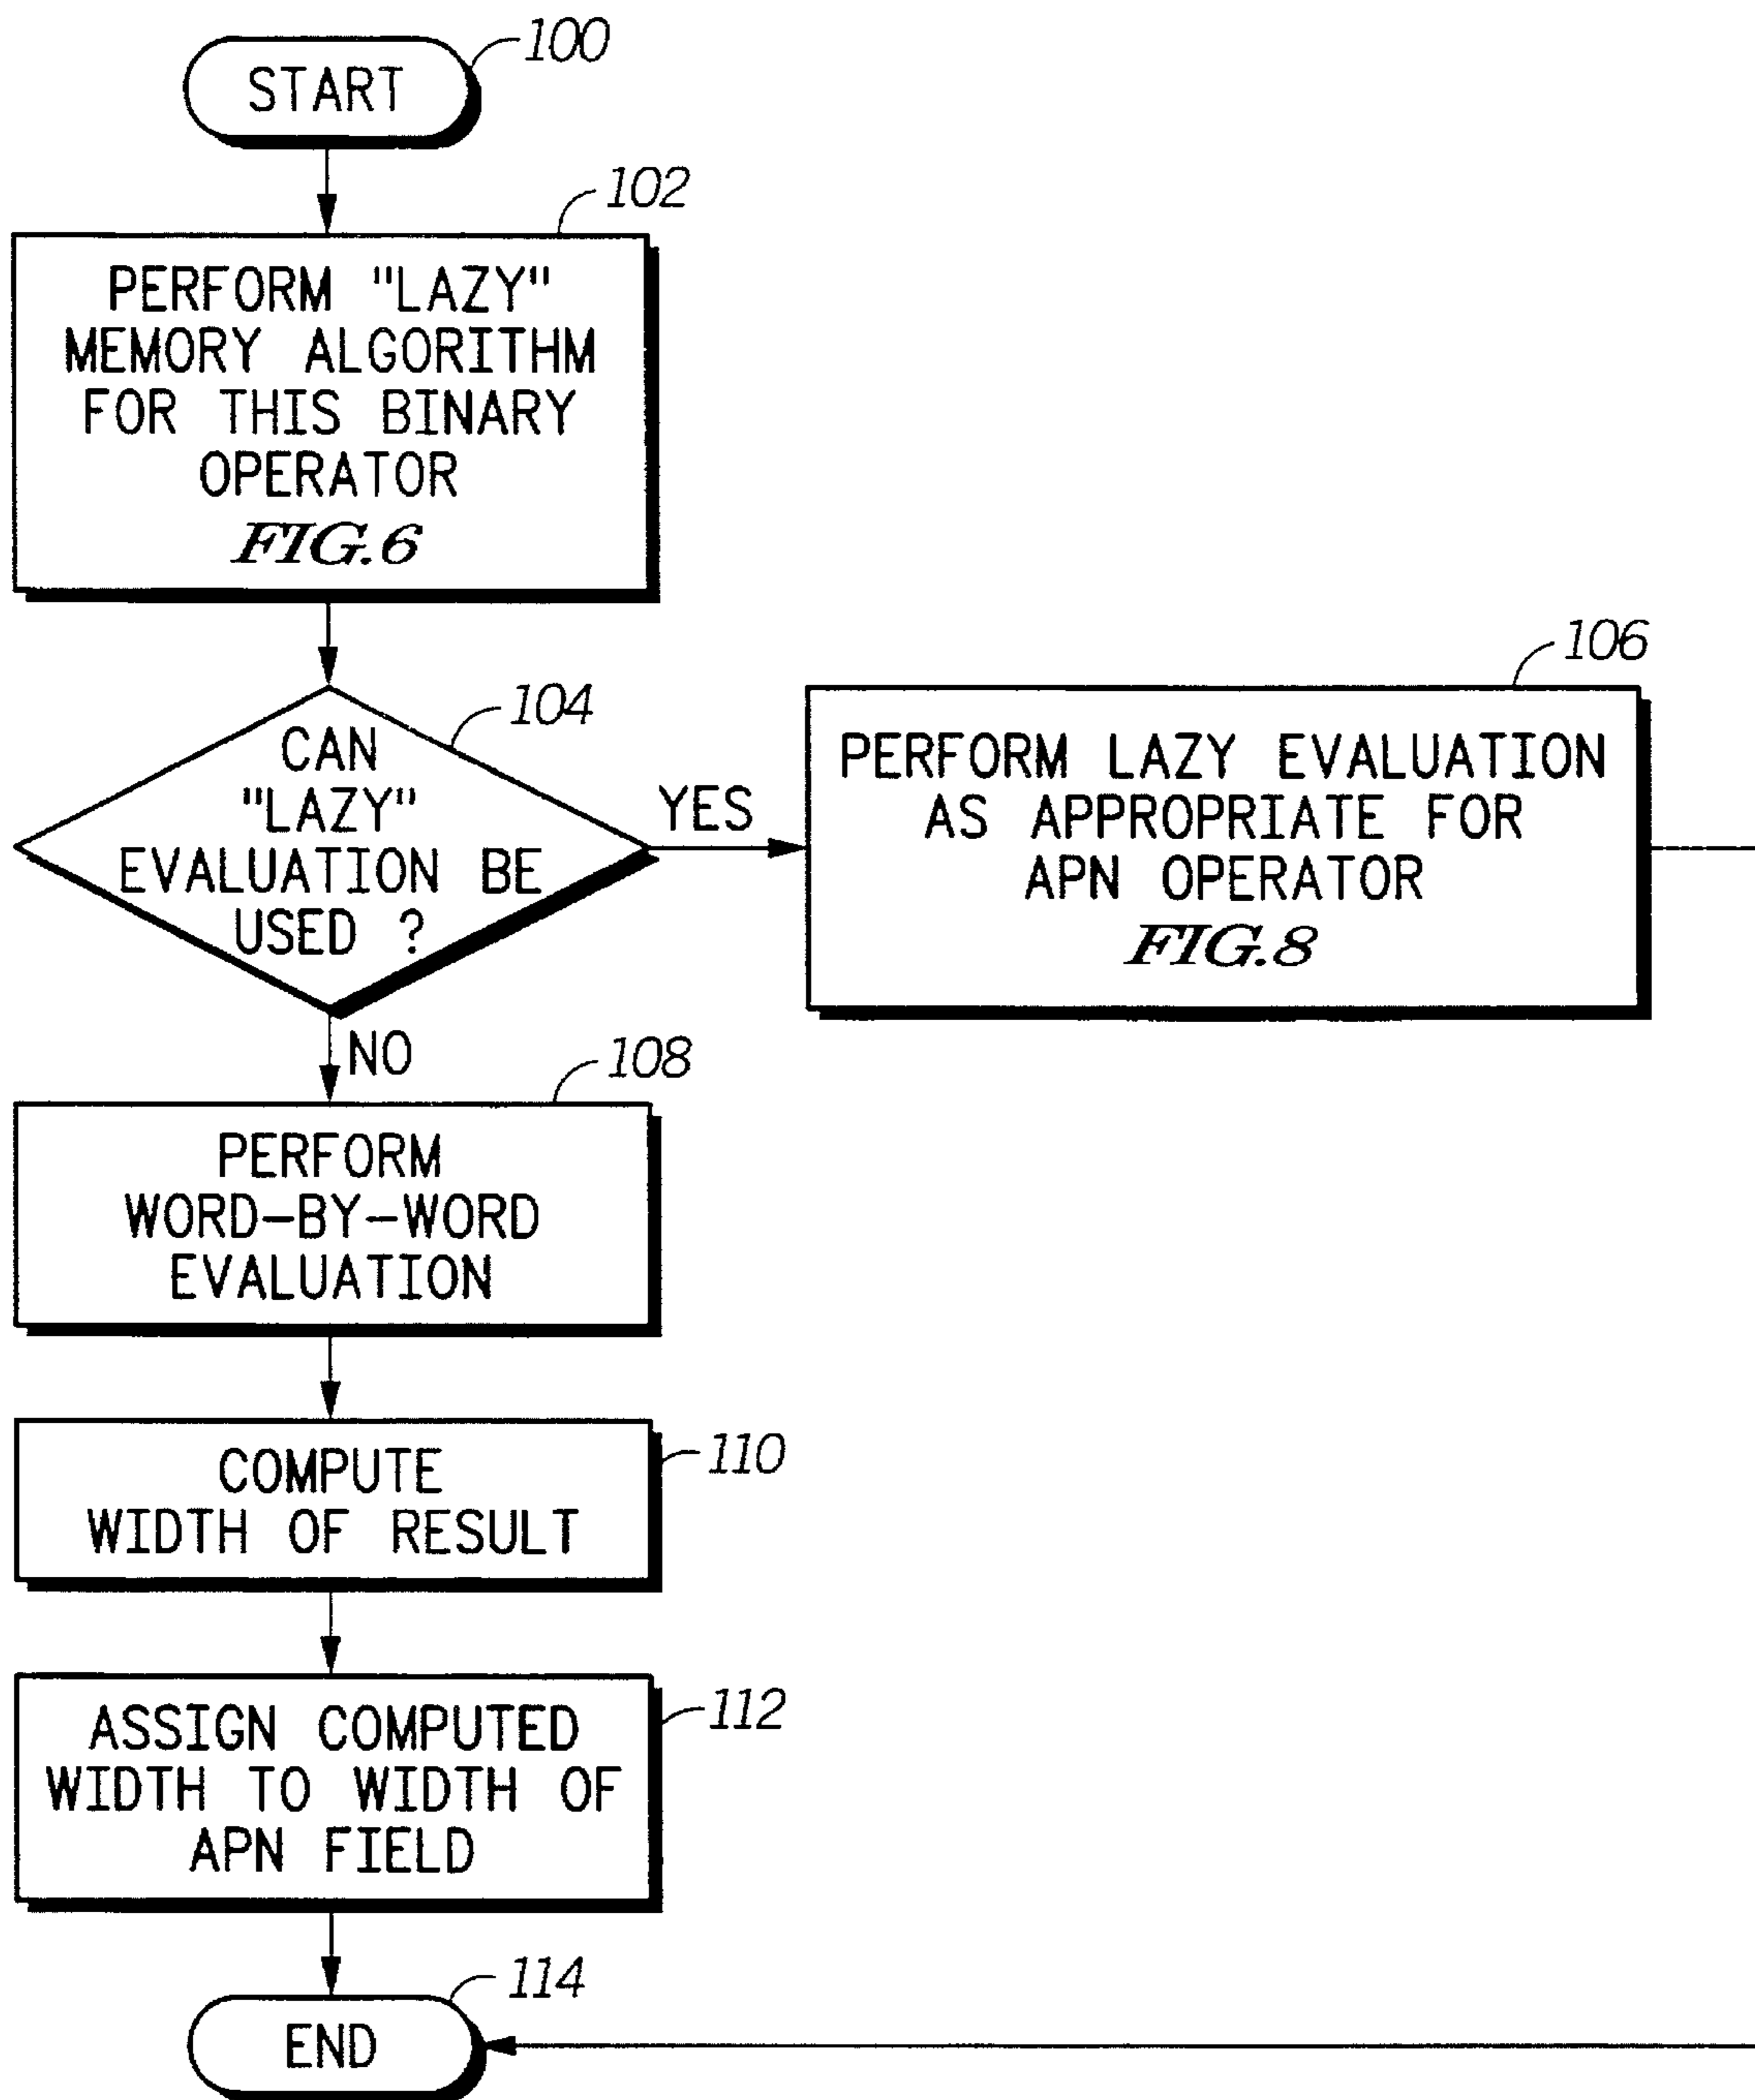 START
100
102
PERFORM "LAZY"
MEMORY ALGORITHM
FOR THIS BINARY
OPERATOR
FIG.6
104
CAN
"LAZY"
EVALUATION BE
USED ?
YES
106
PERFORM LAZY EVALUATION
AS APPROPRIATE FOR
APN OPERATOR
FIG.8
NO
108
PERFORM
WORD-BY-WORD
EVALUATION
110
COMPUTE
WIDTH OF RESULT
112
ASSIGN COMPUTED
WIDTH TO WIDTH OF
APN FIELD
114
END